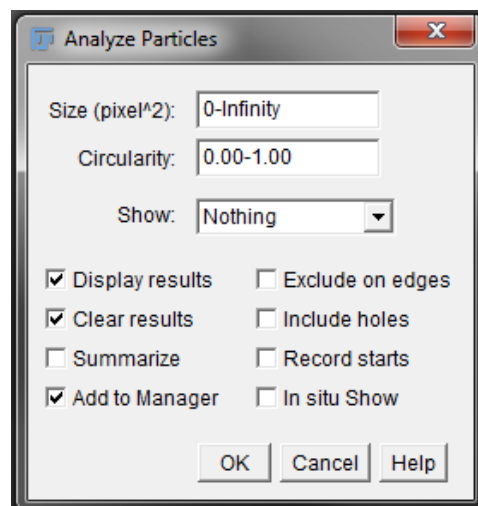 Analyze Particles
Size (pixel^2): 0-Infinity
Circularity: 0.00-1.00
Show: Nothing
Display results Exclude on edges
Clear results Include holes
Summarize Record starts
Add to Manager In situ Show
OK Cancel Help